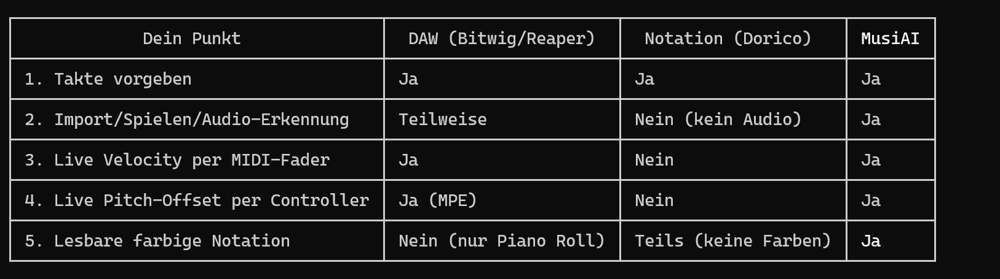 Dein Punkt DAW (Bitwig/Reaper) Notation (Dorico) MusiAI
1. Takte vorgeben Ja Ja Ja
2. Import/Spielen/Audio-Erkennung Teilweise Nein (kein Audio) Ja
3. Live Velocity per MIDI-Fader Ja Nein Ja
4. Live Pitch-Offset per Controller Ja (MPE) Nein Ja
5. Lesbare farbige Notation Nein (nur Piano Roll) Teils (keine Farben) Ja